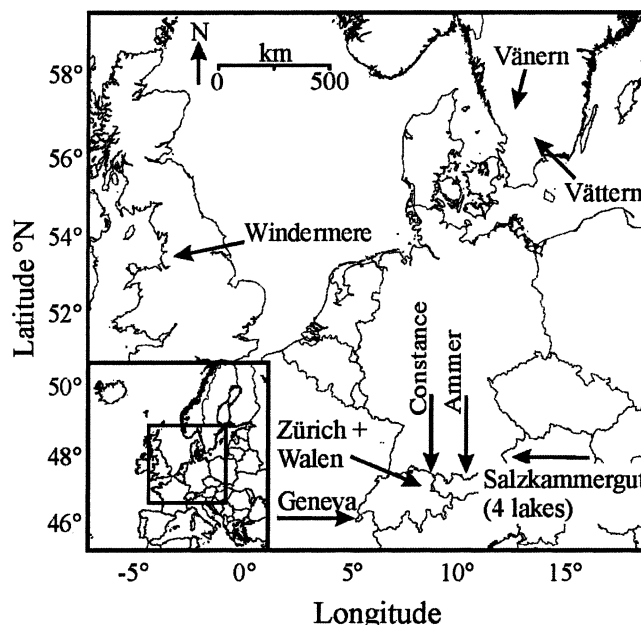 N
km
0 500
Vänern
Vättern
Windermere
Constance
Ammer
Zürich +
Walen
Geneva
Salzkammergut
(4 lakes)
58°
56°
54°
52°
50°
48°
46°
Latitude °N
-5° 0° 5° 10° 15°
Longitude